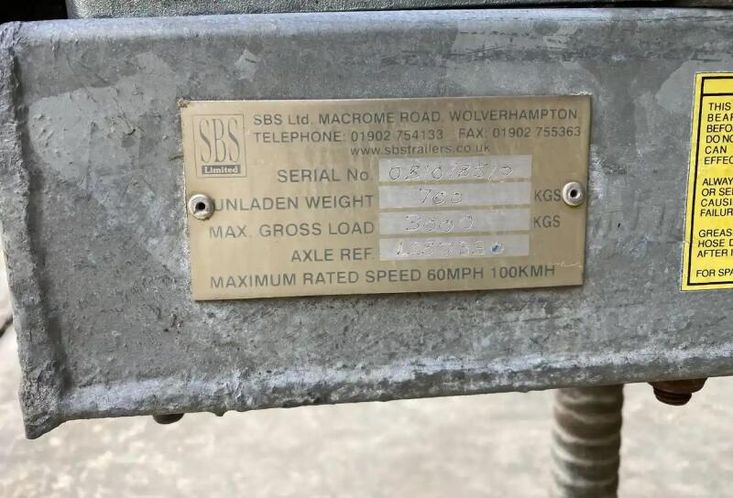 SBS
Limited
SBS Ltd. MACROME ROAD. WOLVERHAMPTON
TELEPHONE: 01902 754133 FAX: 01902 755363
www.sbstrailers.co.uk
SERIAL No.
UNLADEN WEIGHT 700 KGS
MAX. GROSS LOAD 3000 KGS
AXLE REF.
MAXIMUM RATED SPEED 60MPH 100KMH
THIS
BEAR
BEFO
DO NO
CAN
EFFEC
ALWAY
OR SE
CAUSI
FAILUR
GREAS
HOSE D
AFTER I
FOR SPA